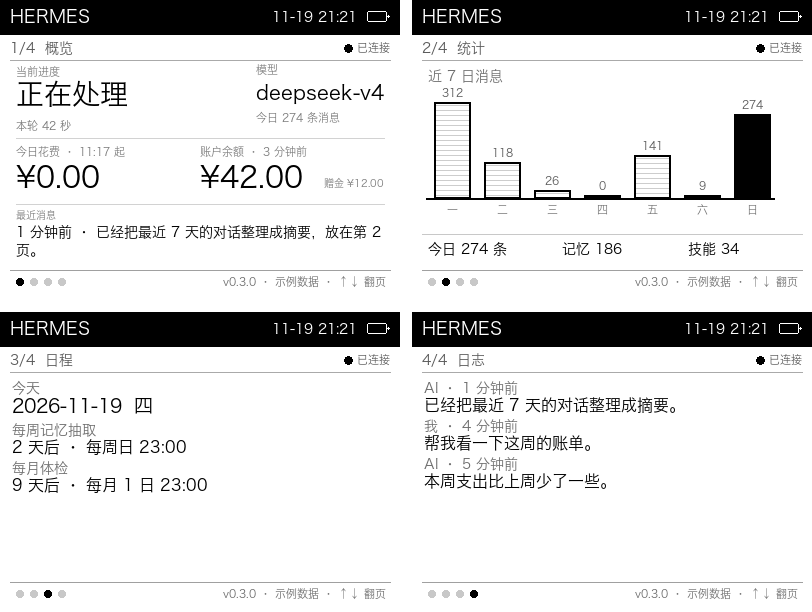 HERMES 11-19 21:21
1/4 概览 已连接
当前进度 模型
正在处理 deepseek-v4
本轮 42 秒 今日 274 条消息
今日花费 · 11:17 起 账户余额 · 3 分钟前
¥0.00 ¥42.00 赠金 ¥12.00
最近消息
1 分钟前 · 已经把最近 7 天的对话整理成摘要，放在第 2
页。
v0.3.0 · 示例数据 · ↑↓ 翻页
HERMES 11-19 21:21
2/4 统计 已连接
近 7 日消息
312 118 26 0 141 9 274
一 二 三 四 五 六 日
今日 274 条 记忆 186 技能 34
v0.3.0 · 示例数据 · ↑↓ 翻页
HERMES 11-19 21:21
3/4 日程 已连接
今天
2026-11-19 四
每周记忆抽取
2 天后 · 每周日 23:00
每月体检
9 天后 · 每月 1 日 23:00
v0.3.0 · 示例数据 · ↑↓ 翻页
HERMES 11-19 21:21
4/4 日志 已连接
AI · 1 分钟前
已经把最近 7 天的对话整理成摘要。
我 · 4 分钟前
帮我看一下这周的账单。
AI · 5 分钟前
本周支出比上周少了一些。
v0.3.0 · 示例数据 · ↑↓ 翻页